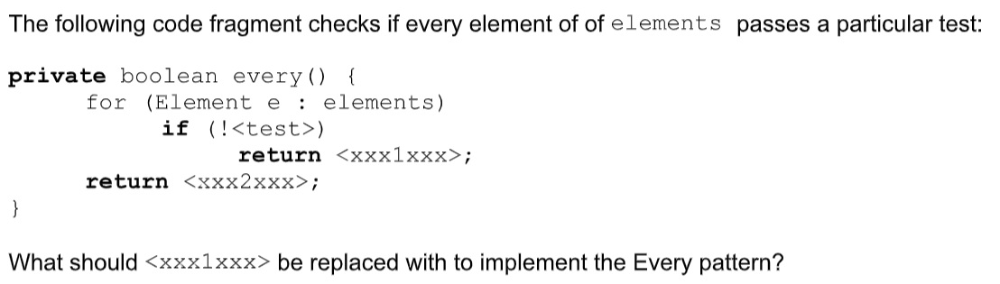 The following code fragment checks if every element of of elements passes a particular test:
private boolean every() {
for (Element e : elements)
if (!<test>)
return <xxx1xxx>;
return <xxx2xxx>;
}
What should <xxx1xxx> be replaced with to implement the Every pattern?